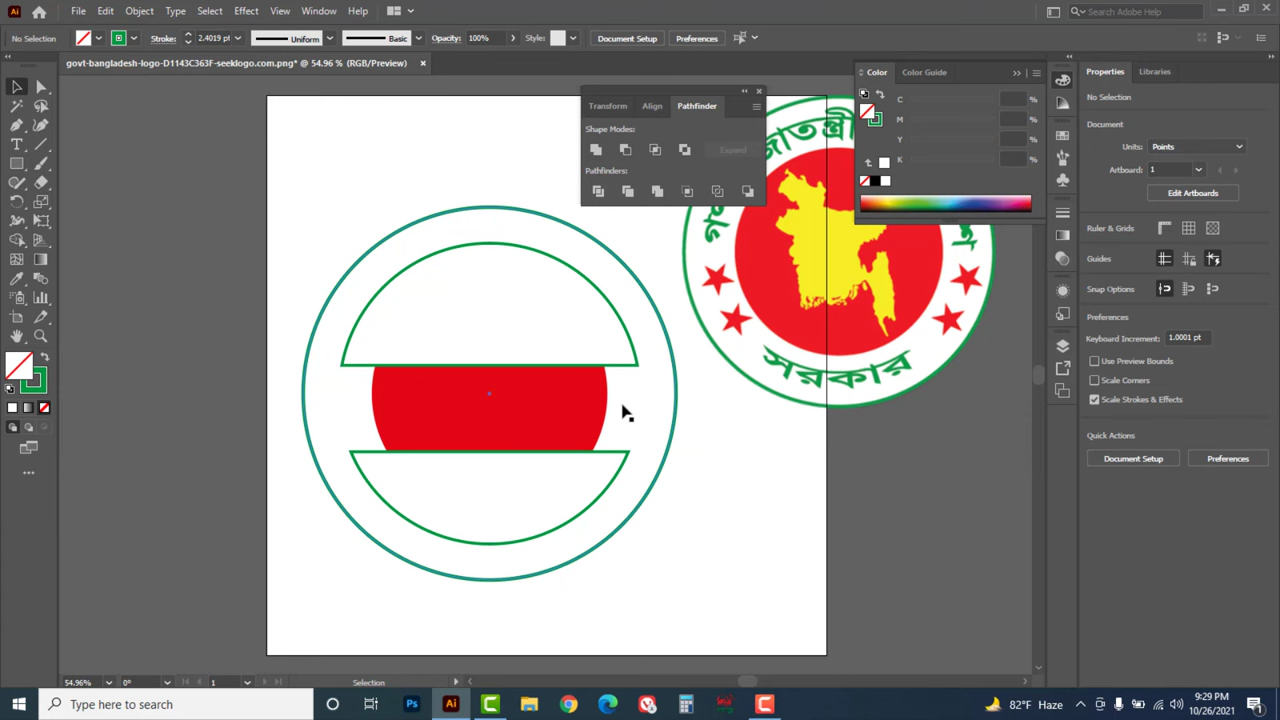 File Edit Object Type Select Effect View Window Help
Search Adobe Help
No Selection Stroke: 2.4019 pt Uniform Basic Opacity: 100% Style: Document Setup Preferences
govt-bangladesh-logo-D1143C363F-seeklogo.com.png* @ 54.96 % (RGB/Preview)
Transform Align Pathfinder
Shape Modes:
Expand
Pathfinders:
Color Color Guide
C %
M %
Y %
K %
Properties Libraries
No Selection
Document
Units: Points
Artboard: 1
Edit Artboards
Ruler & Grids
Guides
Snap Options
Preferences
Keyboard Increment: 1.0001 pt
Use Preview Bounds
Scale Corners
Scale Strokes & Effects
Quick Actions
Document Setup Preferences
সরকার
54.96% 0° 1 Selection
Type here to search
Ps Ai
82°F Haze
9:29 PM
10/26/2021